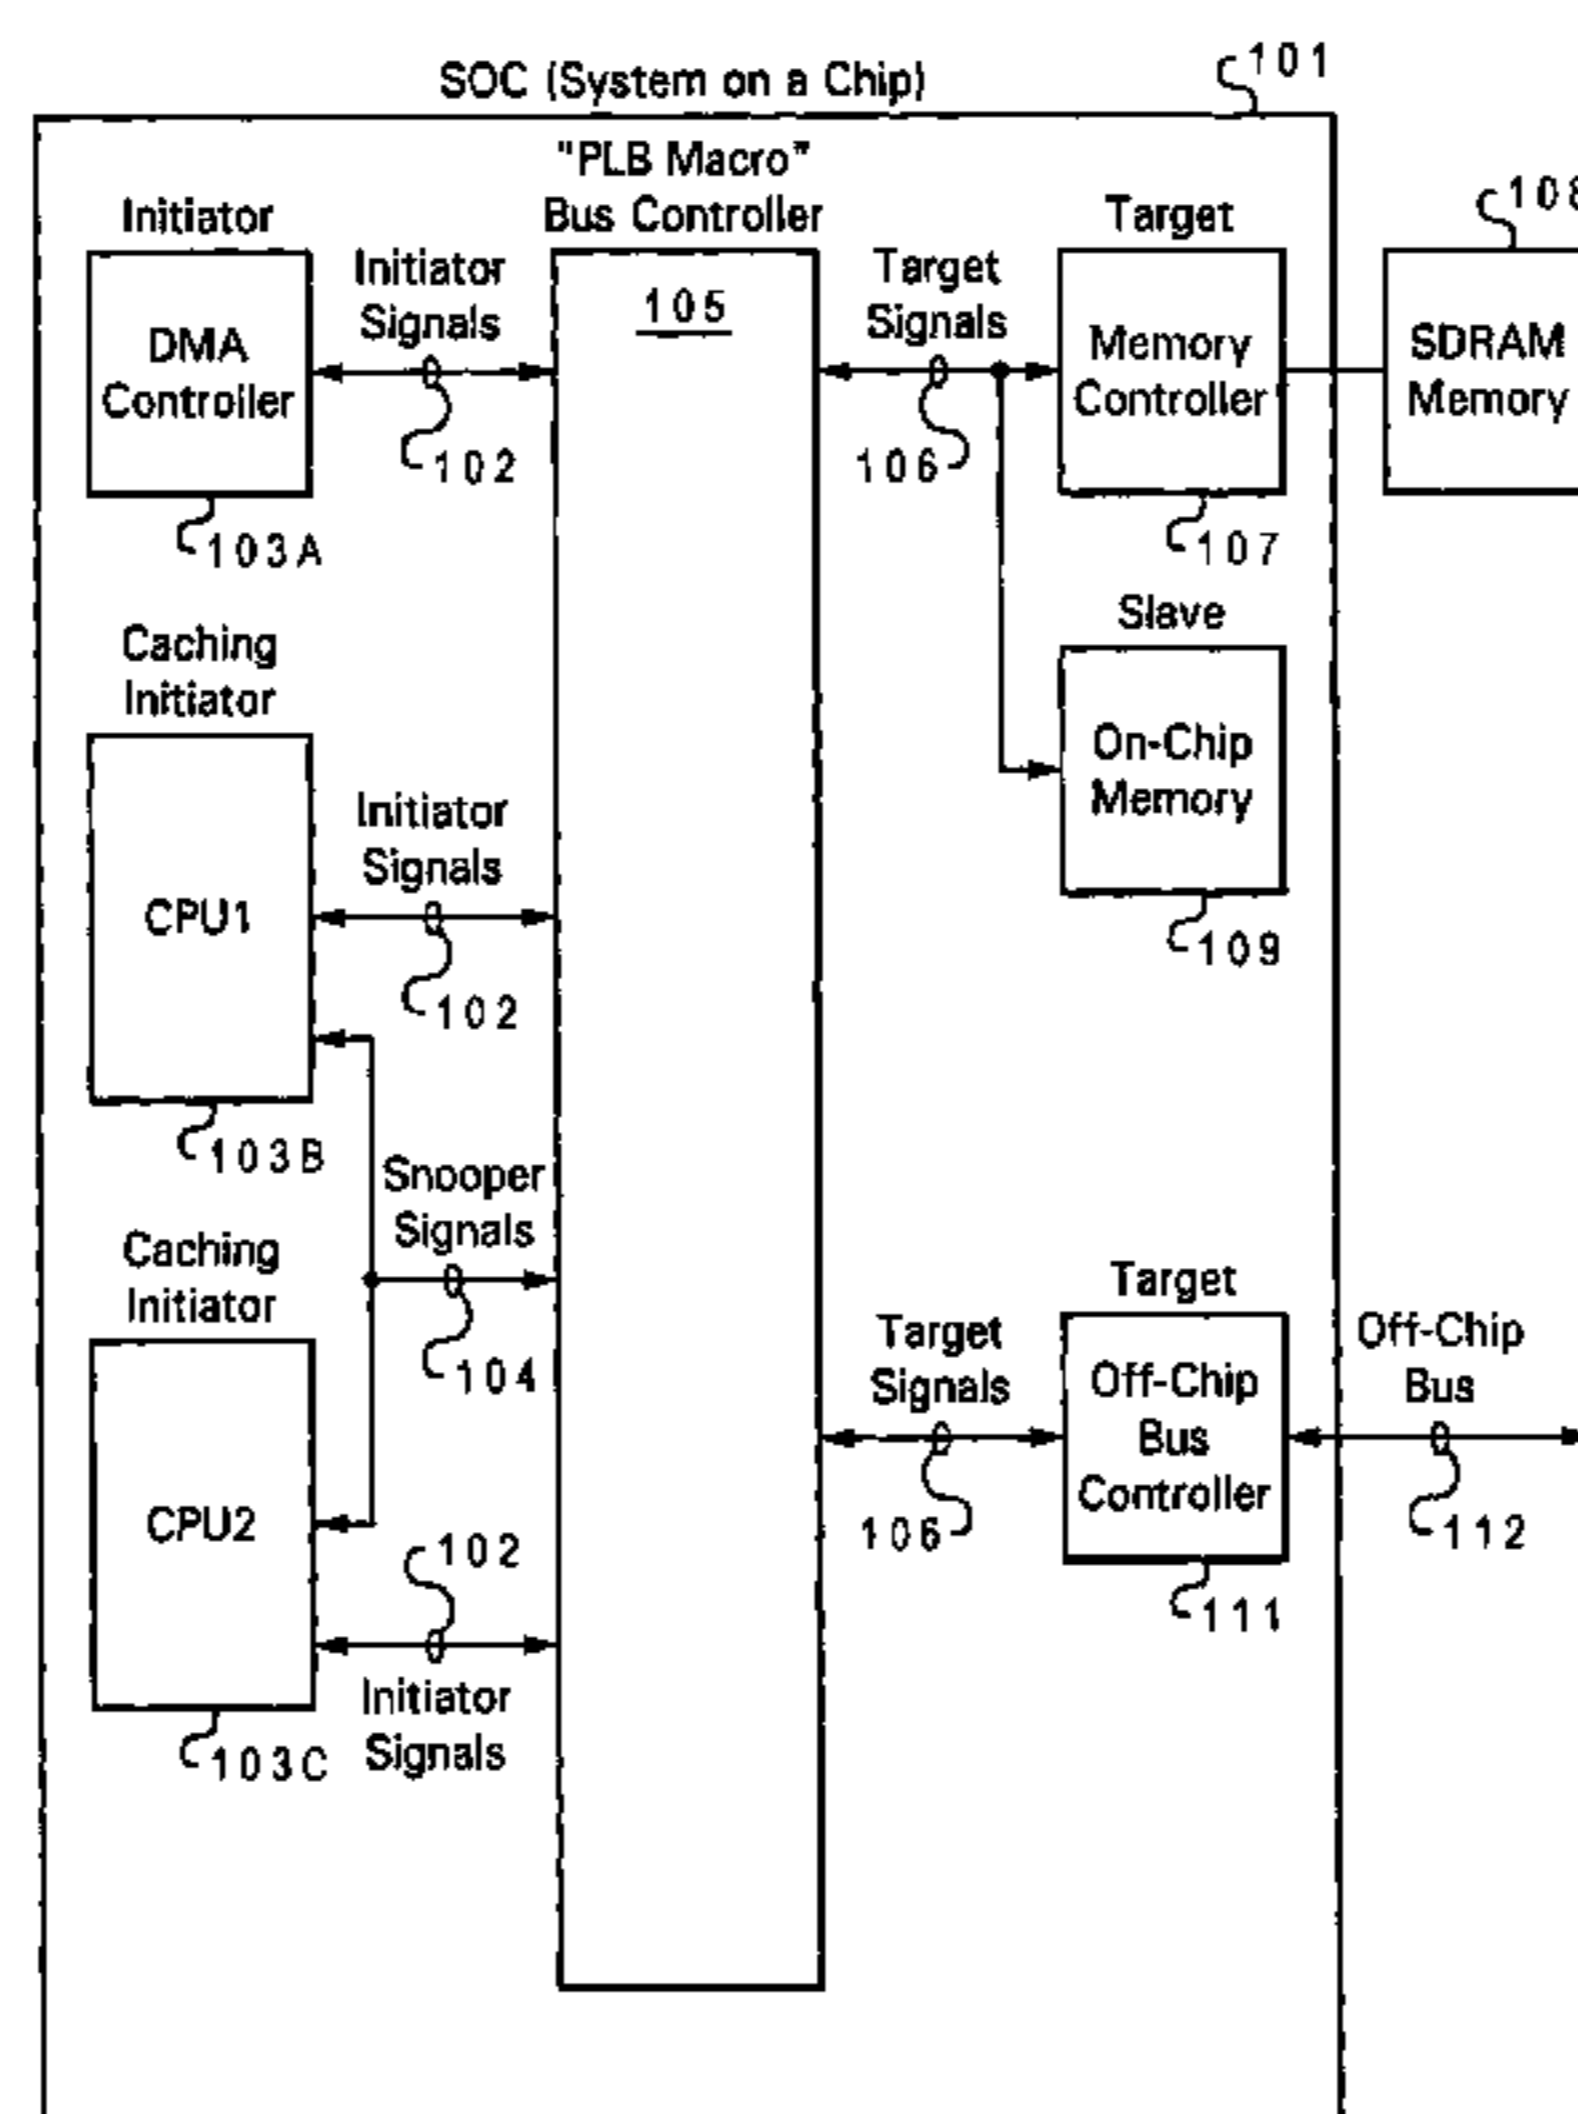 SOC (System on a Chip)
101
"PLB Macro"
Bus Controller
105
Initiator
DMA
Controller
103A
Initiator
Signals
102
Target
Signals
106
Target
Memory
Controller
107
108
SDRAM
Memory
Slave
On-Chip
Memory
109
Caching
Initiator
CPU1
103B
Initiator
Signals
102
Snooper
Signals
104
Caching
Initiator
CPU2
103C
102
Initiator
Signals
Target
Signals
106
Target
Off-Chip
Bus
Controller
111
Off-Chip
Bus
112